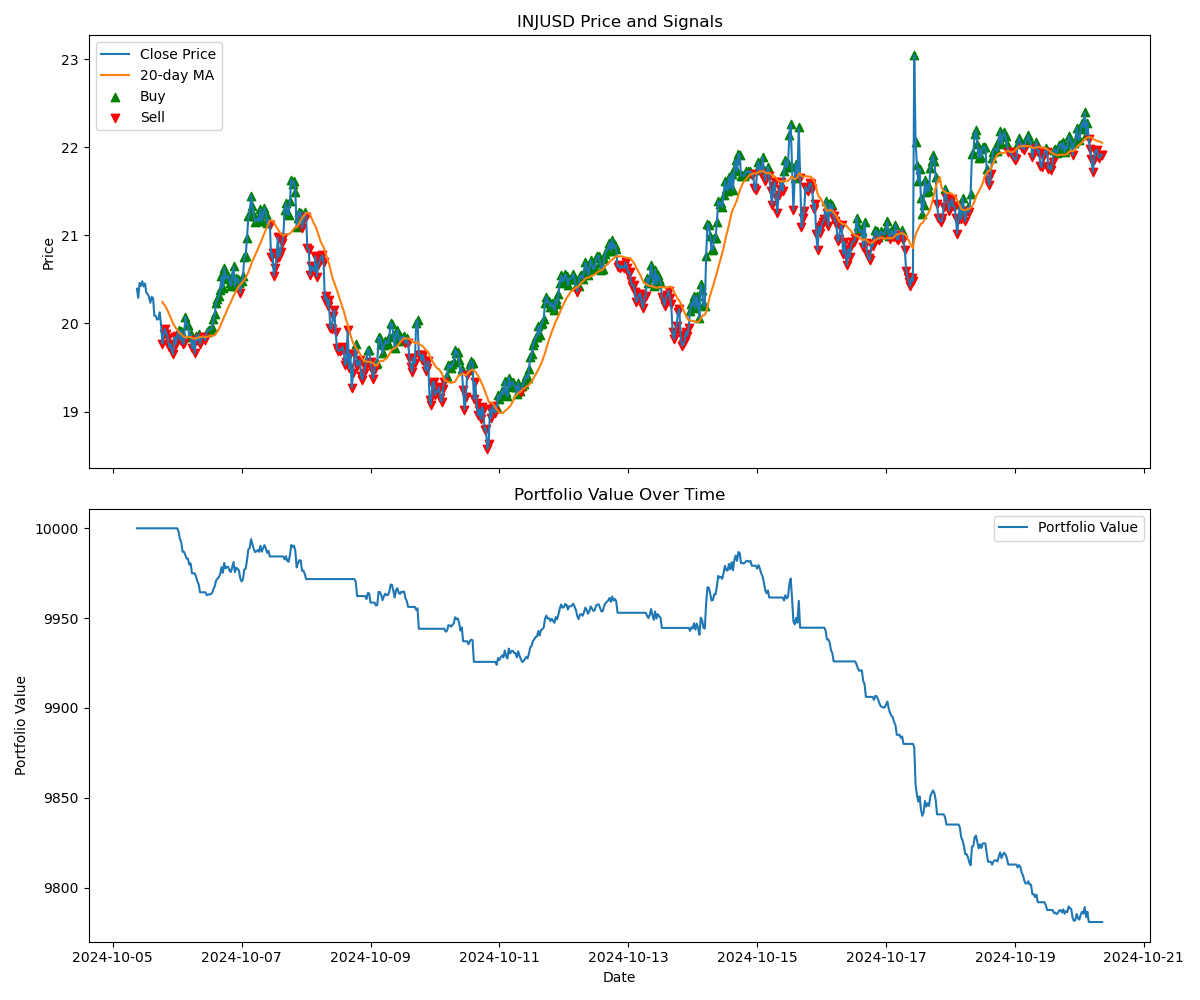 INJUSD Price and Signals
Close Price
20-day MA
Buy
Sell
23
22
21
20
19
Price
Portfolio Value Over Time
Portfolio Value
10000
9950
9900
9850
9800
Portfolio Value
2024-10-05 2024-10-07 2024-10-09 2024-10-11 2024-10-13 2024-10-15 2024-10-17 2024-10-19 2024-10-21
Date